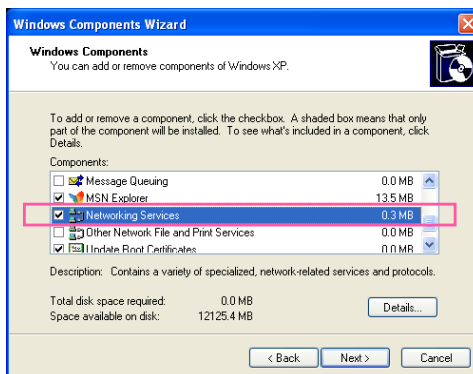 Windows Components Wizard
Windows Components
You can add or remove components of Windows XP.
To add or remove a component, click the checkbox. A shaded box means that only
part of the component will be installed. To see what's included in a component, click
Details.
Components:
Message Queuing 0.0 MB
MSN Explorer 13.5 MB
Networking Services 0.3 MB
Other Network File and Print Services 0.0 MB
Update Root Certificates 0.0 MB
Description: Contains a variety of specialized, network-related services and protocols.
Total disk space required: 0.0 MB
Space available on disk: 12125.4 MB
Details...
< Back Next > Cancel